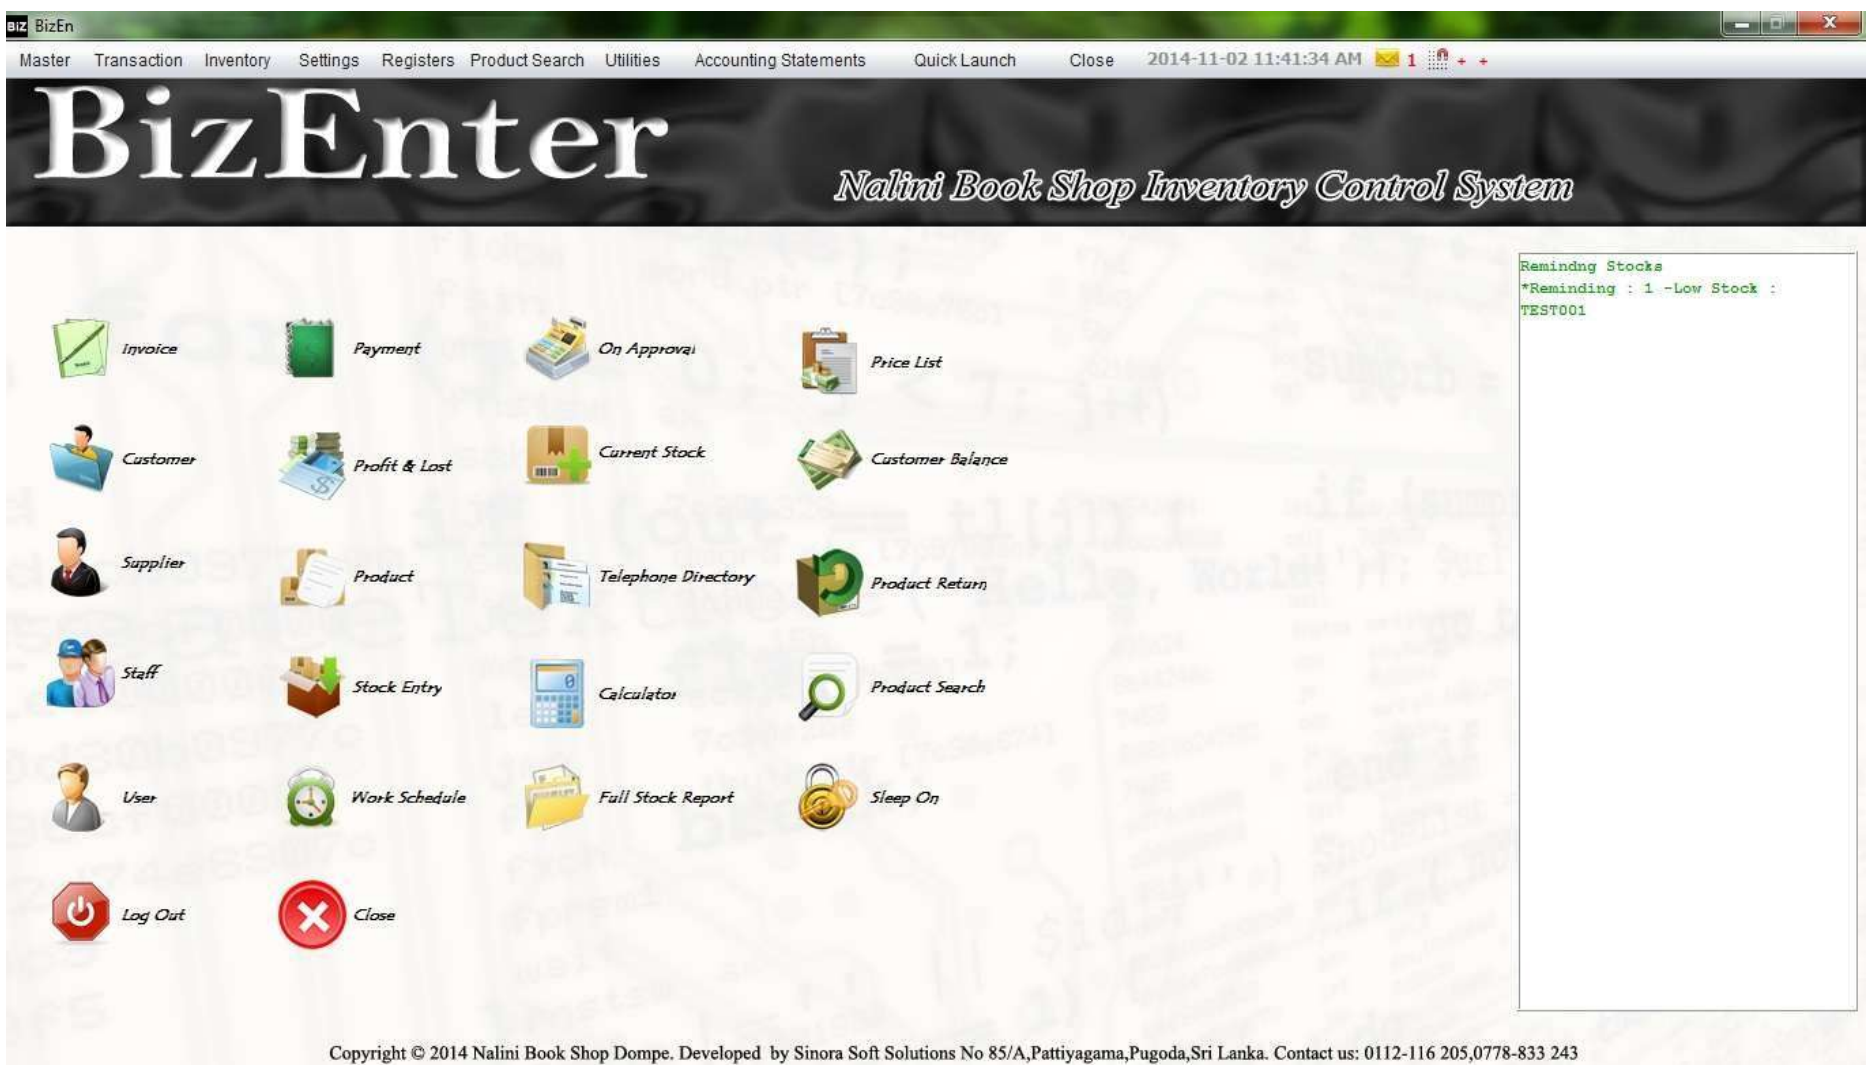 BIZ BizEn
Master Transaction Inventory Settings Registers Product Search Utilities Accounting Statements Quick Launch Close 2014-11-02 11:41:34 AM 1 + +
BizEnter
Nalini Book Shop Inventory Control System
Remindng Stocks
*Reminding : 1 -Low Stock :
TEST001
Invoice Payment On Approval Price List
Customer Profit & Lost Current Stock Customer Balance
Supplier Product Telephone Directory Product Return
Staff Stock Entry Calculator Product Search
User Work Schedule Full Stock Report Sleep On
Log Out Close
Copyright © 2014 Nalini Book Shop Dompe. Developed by Sinora Soft Solutions No 85/A,Pattiyagama,Pugoda,Sri Lanka. Contact us: 0112-116 205,0778-833 243